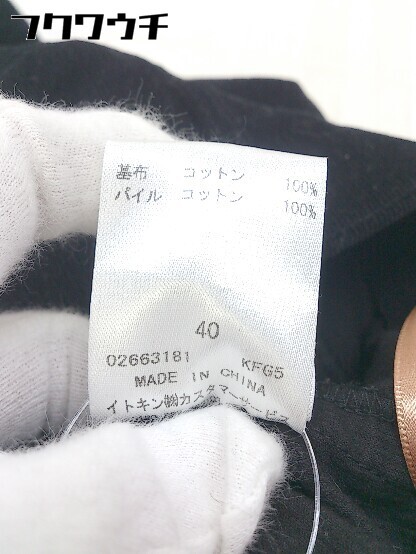 フクワウチ
基布 コットン 100%
パイル コットン 100%
40
02663181 KFG5
MADE IN CHINA
イトキン㈱カスタマーサービス